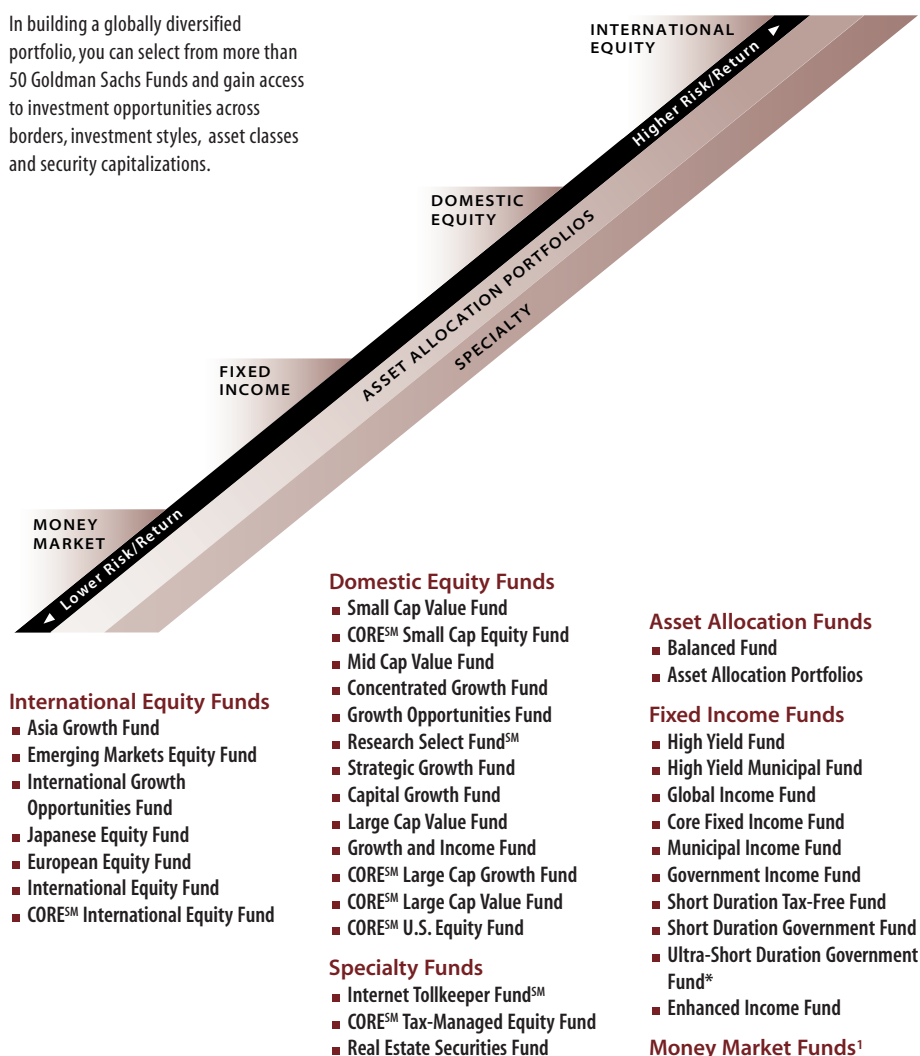 In building a globally diversified
portfolio, you can select from more than
50 Goldman Sachs Funds and gain access
to investment opportunities across
borders, investment styles, asset classes
and security capitalizations.
INTERNATIONAL
EQUITY
Higher Risk/Return
DOMESTIC
EQUITY
ASSET ALLOCATION PORTFOLIOS
SPECIALTY
FIXED
INCOME
MONEY
MARKET
Lower Risk/Return
International Equity Funds
■ Asia Growth Fund
■ Emerging Markets Equity Fund
■ International Growth
Opportunities Fund
■ Japanese Equity Fund
■ European Equity Fund
■ International Equity Fund
■ CORE℠ International Equity Fund
Domestic Equity Funds
■ Small Cap Value Fund
■ CORE℠ Small Cap Equity Fund
■ Mid Cap Value Fund
■ Concentrated Growth Fund
■ Growth Opportunities Fund
■ Research Select Fund℠
■ Strategic Growth Fund
■ Capital Growth Fund
■ Large Cap Value Fund
■ Growth and Income Fund
■ CORE℠ Large Cap Growth Fund
■ CORE℠ Large Cap Value Fund
■ CORE℠ U.S. Equity Fund
Specialty Funds
■ Internet Tollkeeper Fund℠
■ CORE℠ Tax-Managed Equity Fund
■ Real Estate Securities Fund
Asset Allocation Funds
■ Balanced Fund
■ Asset Allocation Portfolios
Fixed Income Funds
■ High Yield Fund
■ High Yield Municipal Fund
■ Global Income Fund
■ Core Fixed Income Fund
■ Municipal Income Fund
■ Government Income Fund
■ Short Duration Tax-Free Fund
■ Short Duration Government Fund
■ Ultra-Short Duration Government
Fund*
■ Enhanced Income Fund
Money Market Funds¹